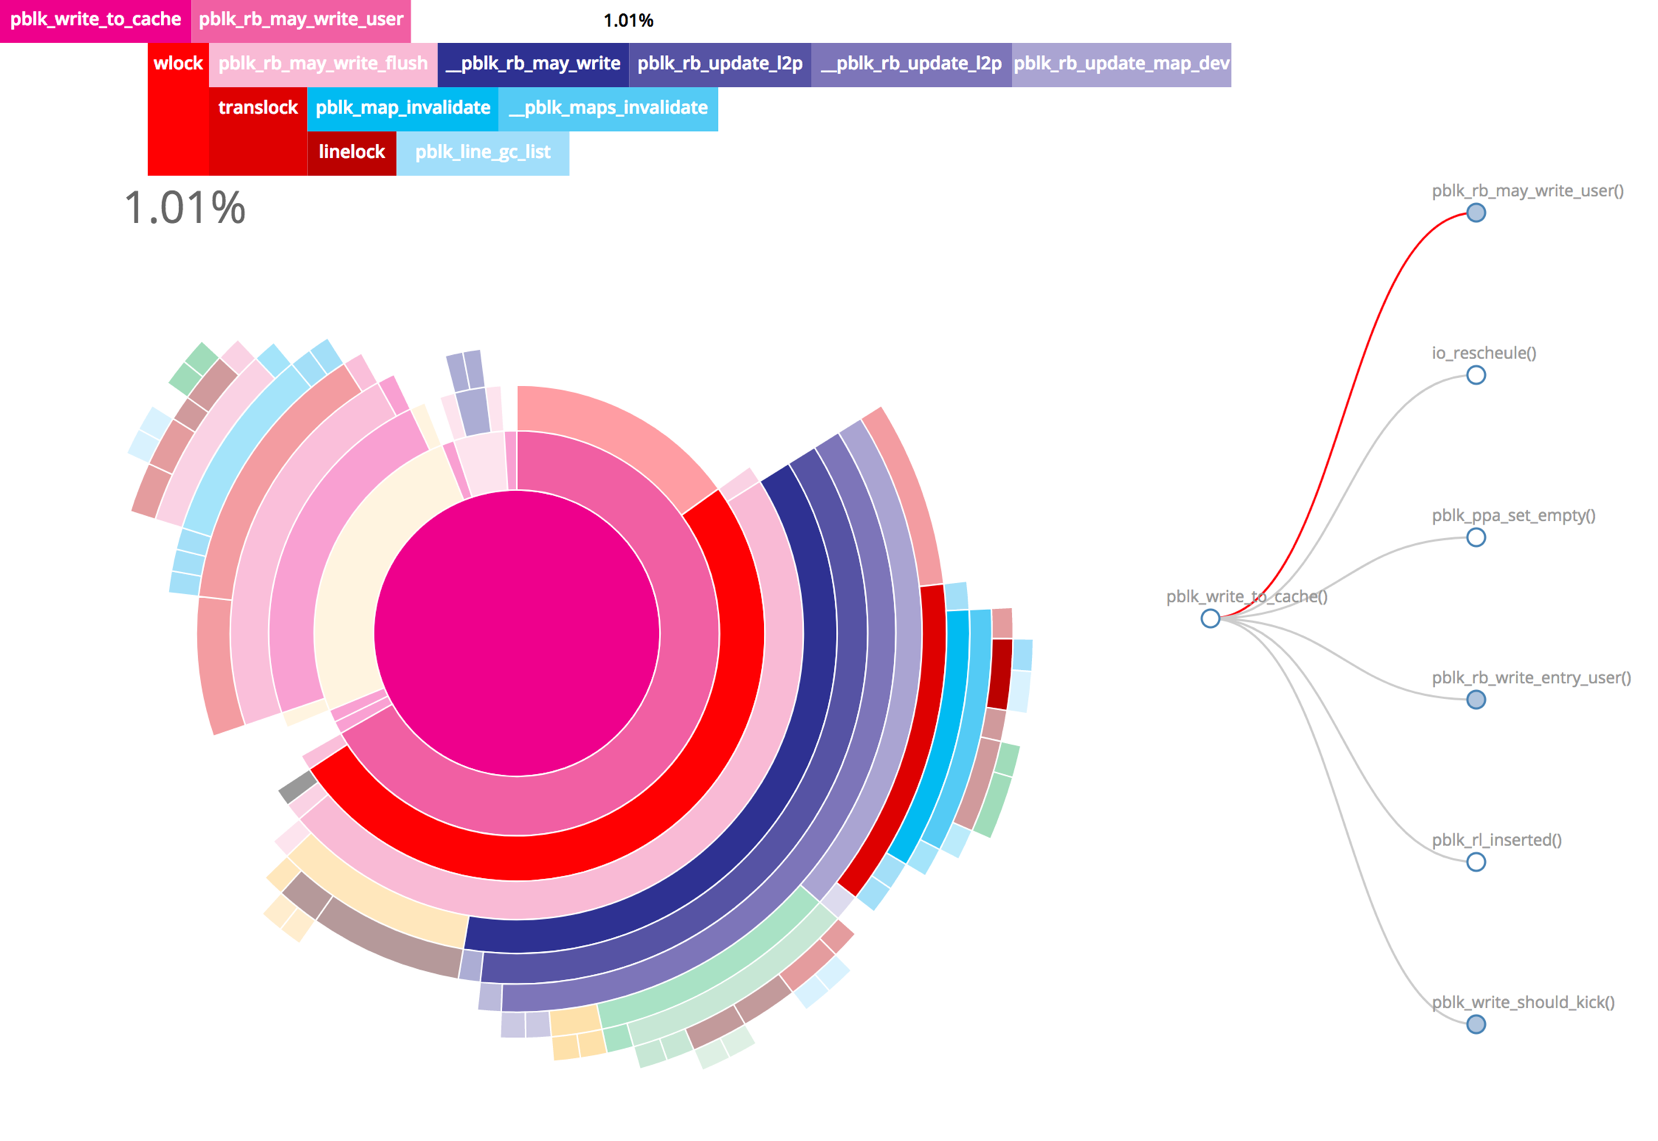 pblk_write_to_cache pblk_rb_may_write_user 1.01%
wlock pblk_rb_may_write_flush __pblk_rb_may_write pblk_rb_update_l2p __pblk_rb_update_l2p pblk_rb_update_map_dev
translock pblk_map_invalidate __pblk_maps_invalidate
linelock pblk_line_gc_list
1.01%
pblk_rb_may_write_user()
io_rescheule()
pblk_ppa_set_empty()
pblk_write_to_cache()
pblk_rb_write_entry_user()
pblk_rl_inserted()
pblk_write_should_kick()